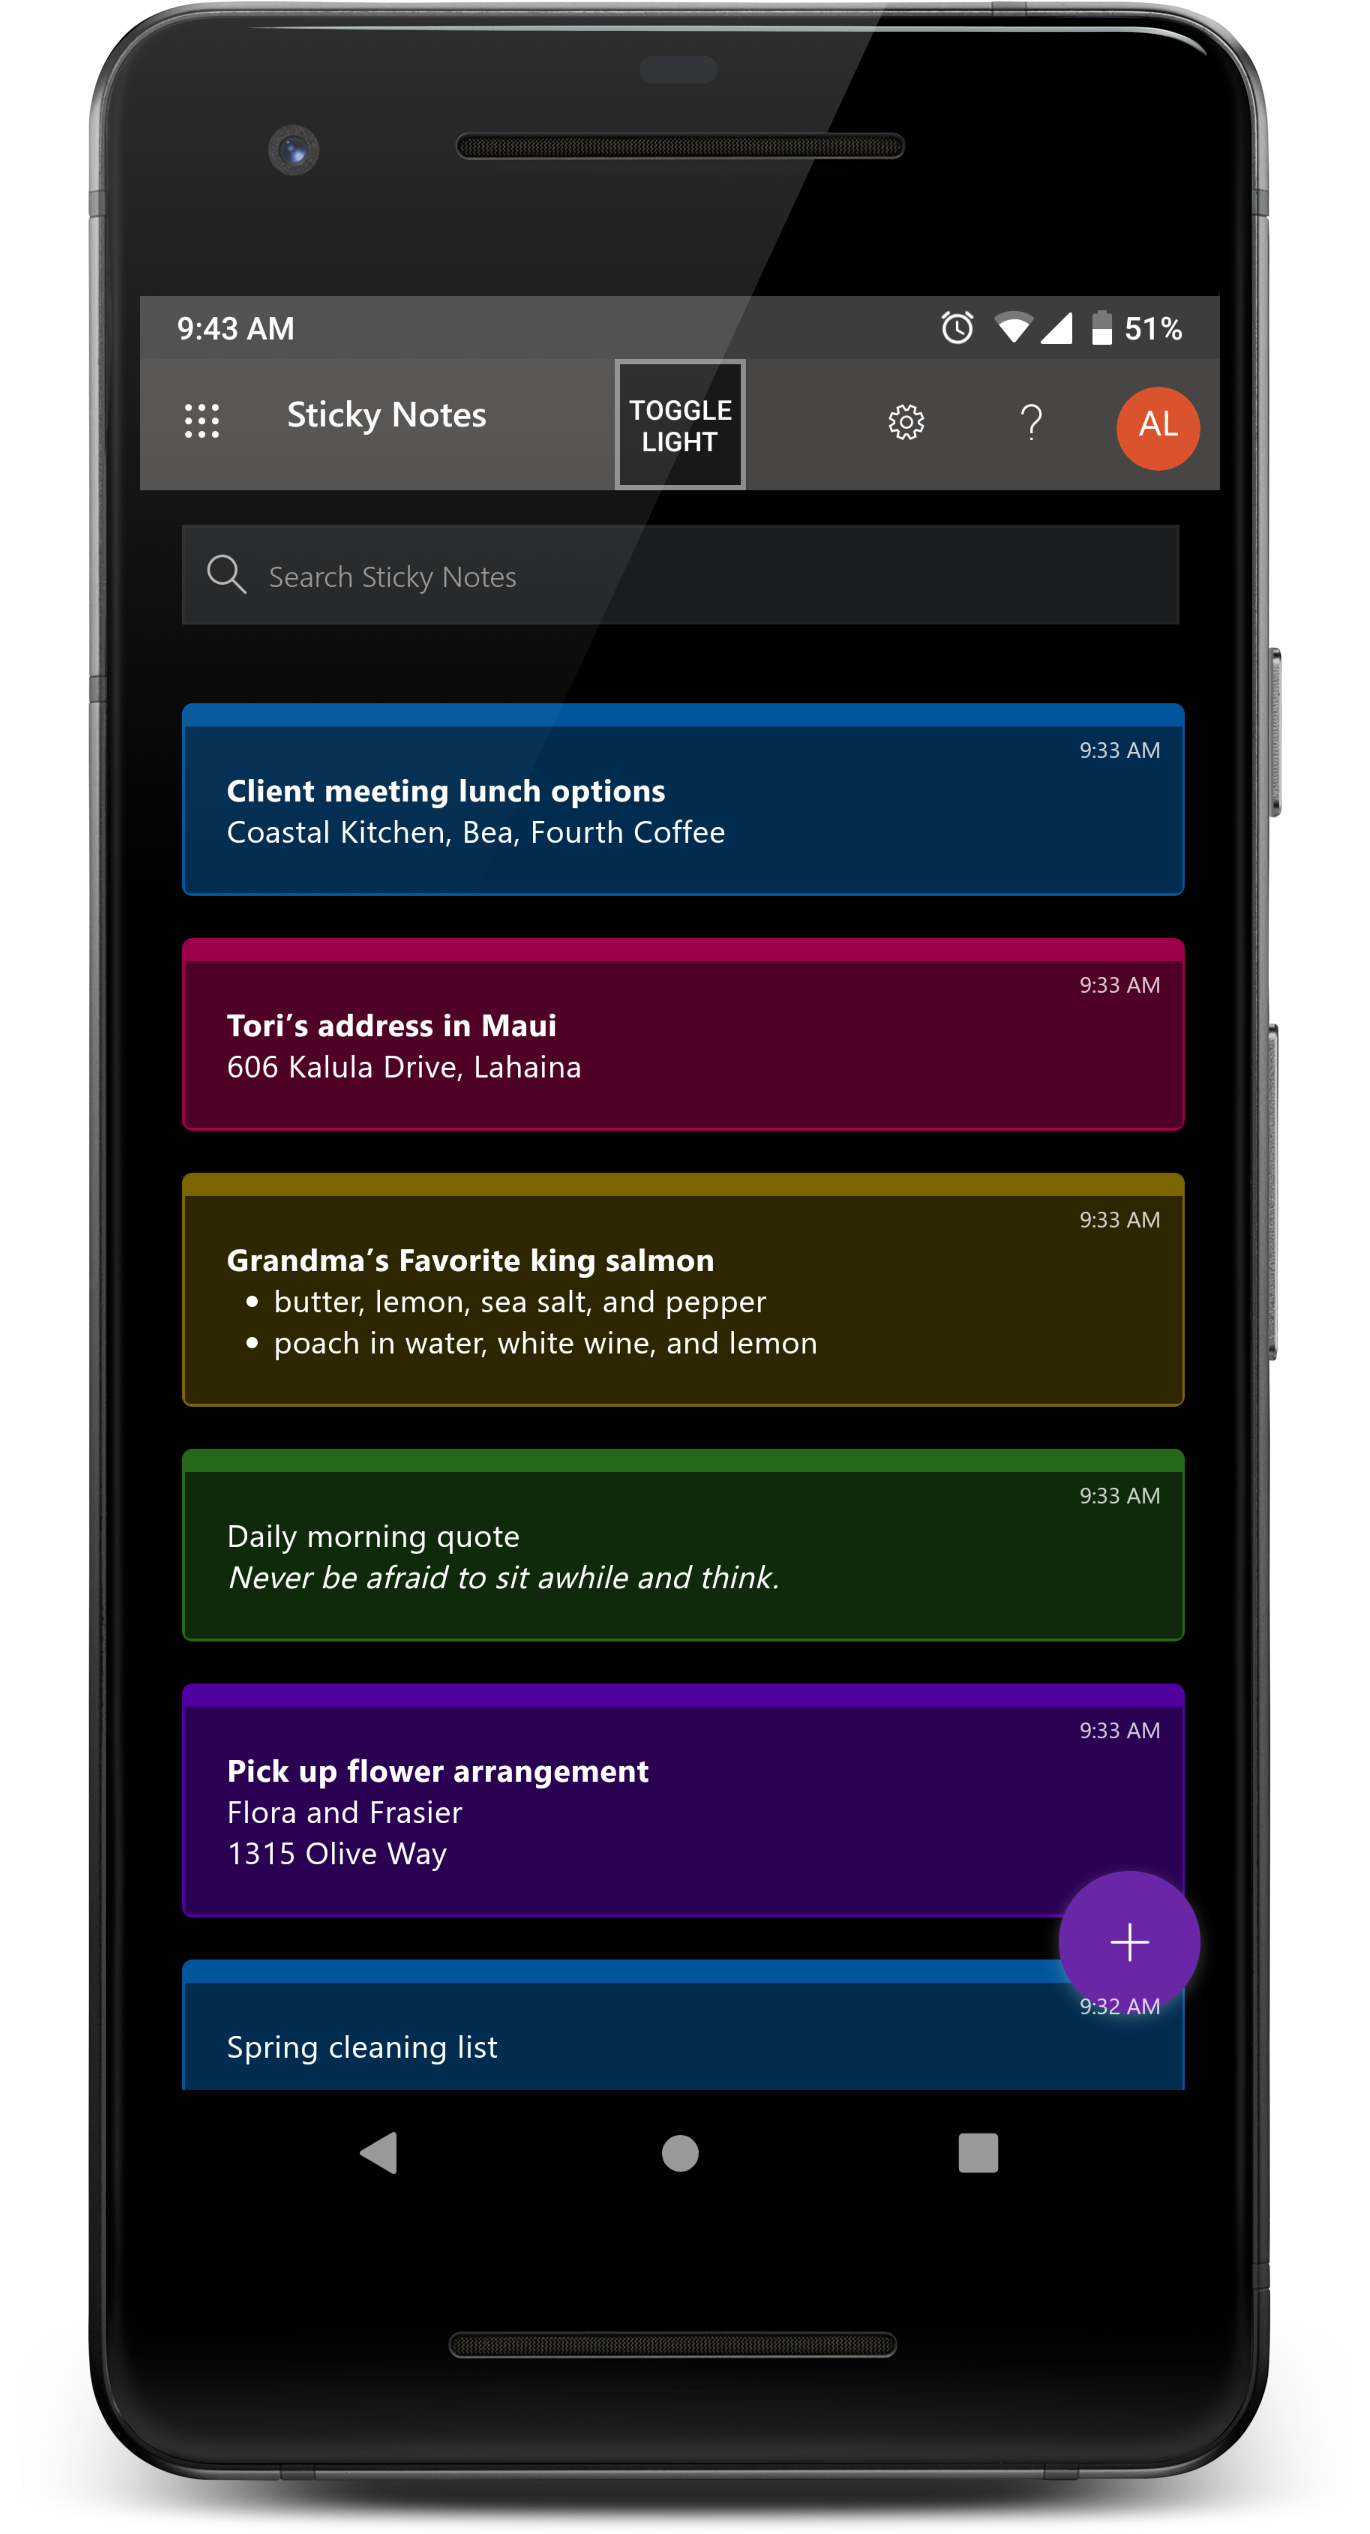 9:43 AM
51%
Sticky Notes
TOGGLE
LIGHT
?
AL
Search Sticky Notes
9:33 AM
Client meeting lunch options
Coastal Kitchen, Bea, Fourth Coffee
9:33 AM
Tori’s address in Maui
606 Kalula Drive, Lahaina
9:33 AM
Grandma’s Favorite king salmon
• butter, lemon, sea salt, and pepper
• poach in water, white wine, and lemon
9:33 AM
Daily morning quote
Never be afraid to sit awhile and think.
9:33 AM
Pick up flower arrangement
Flora and Frasier
1315 Olive Way
9:32 AM
Spring cleaning list